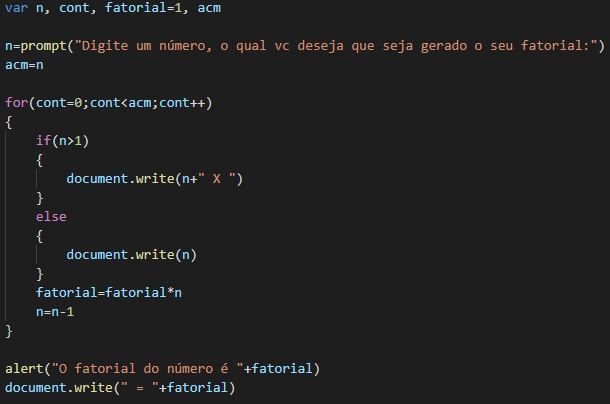 var n, cont, fatorial=1, acm
n=prompt("Digite um número, o qual vc deseja que seja gerado o seu fatorial:")
acm=n
for(cont=0;cont<acm;cont++)
{
if(n>1)
{
document.write(n+" X ")
}
else
{
document.write(n)
}
fatorial=fatorial*n
n=n-1
}
alert("O fatorial do número é "+fatorial)
document.write(" = "+fatorial)